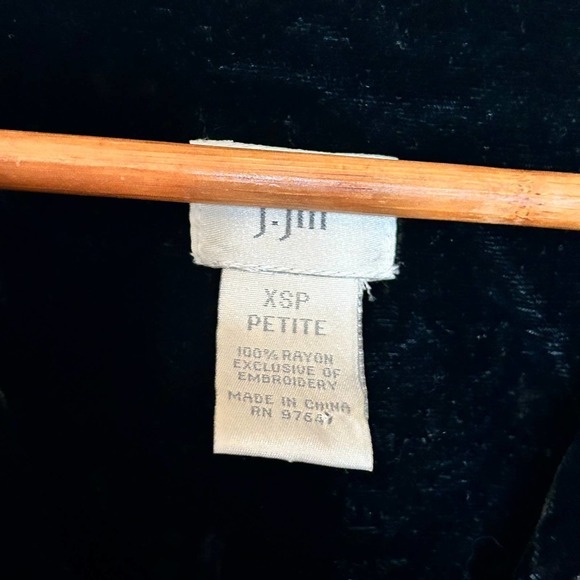 J.Jill
XSP
PETITE
100% RAYON
EXCLUSIVE OF
EMBROIDERY
MADE IN CHINA
RN 97647